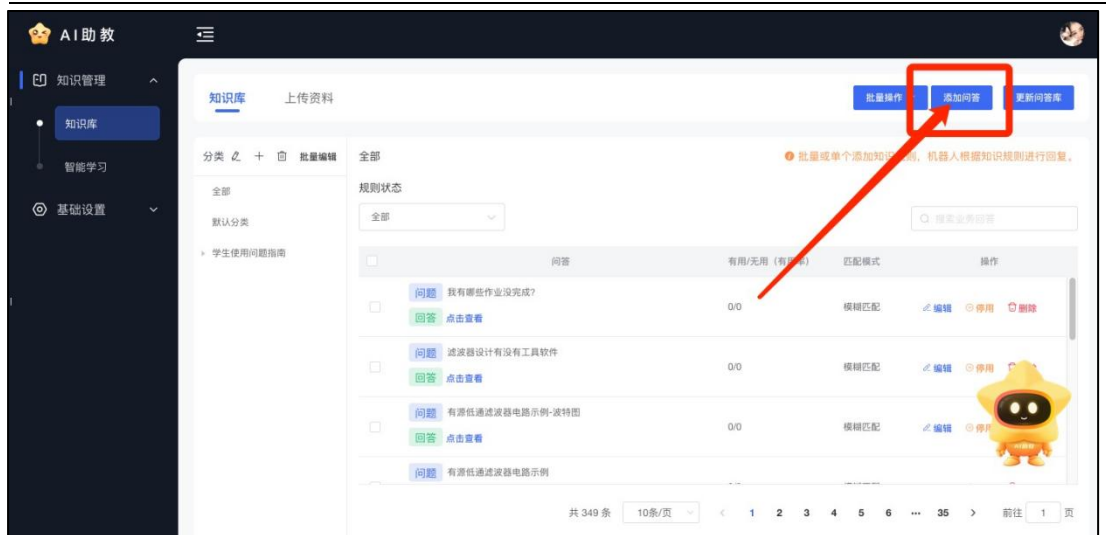 AI助教
知识管理
知识库
智能学习
基础设置
知识库 上传资料
批量操作 添加问答 更新问答库
分类 批量编辑
全部
默认分类
学生使用问题指南
全部
批量或单个添加知识 则，机器人根据知识规则进行回复。
规则状态
全部
搜索业务问答
问答 有用/无用（有 ） 匹配模式 操作
问题 我有哪些作业没完成?
回答 点击查看
0/0 模糊匹配 编辑 停用 删除
问题 滤波器设计有没有工具软件
回答 点击查看
0/0 模糊匹配 编辑 停用
问题 有源低通滤波器电路示例-波特图
回答 点击查看
0/0 模糊匹配 编辑 停用
问题 有源低通滤波器电路示例
共 349 条 10条/页 1 2 3 4 5 6 ··· 35 前往 1 页